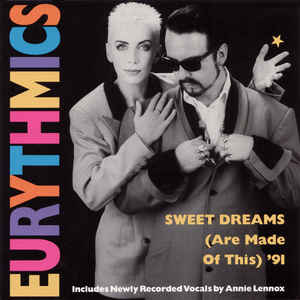 EURYTHMICS
SWEET DREAMS
(Are Made
Of This) '91
Includes Newly Recorded Vocals by Annie Lennox